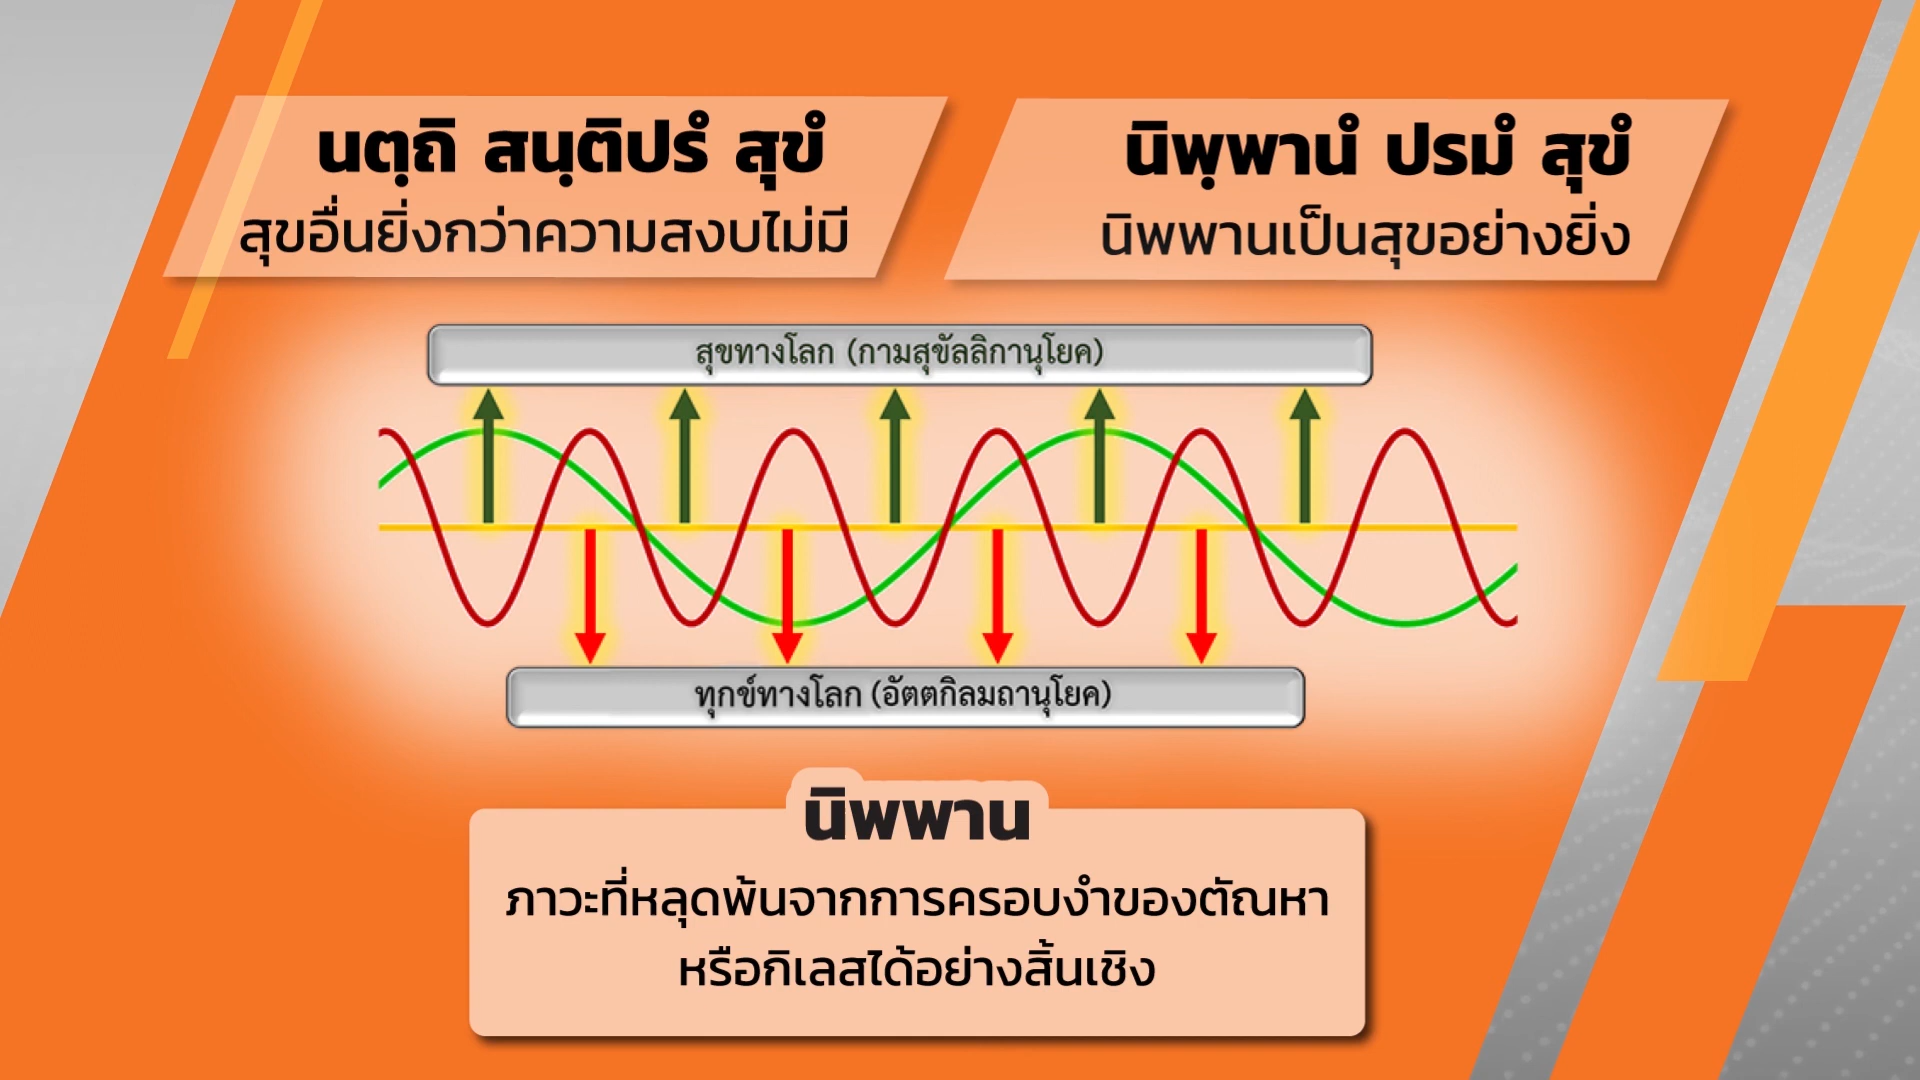 นตฺถิ สนฺติปรํ สุขํ
สุขอื่นยิ่งกว่าความสงบไม่มี
นิพฺพานํ ปรมํ สุขํ
นิพพานเป็นสุขอย่างยิ่ง
สุขทางโลก (กามสุขัลลิกานุโยค)
ทุกข์ทางโลก (อัตตกิลมถานุโยค)
นิพพาน
ภาวะที่หลุดพ้นจากการครอบงำของตัณหา
หรือกิเลสได้อย่างสิ้นเชิง